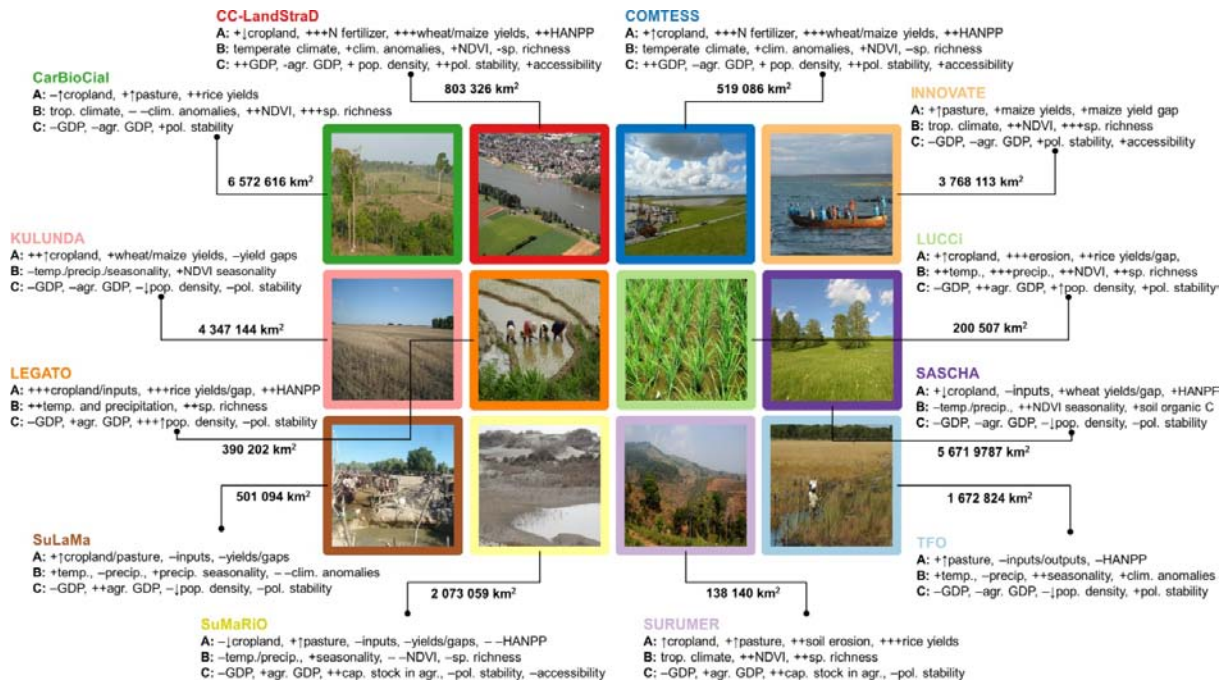 CC-LandStraD
A: +↓cropland, +++N fertilizer, +++wheat/maize yields, ++HANPP
B: temperate climate, +clim. anomalies, +NDVI, -sp. richness
C: ++GDP, -agr. GDP, + pop. density, ++pol. stability, +accessibility
803 326 km²
COMTESS
A: +↑cropland, +++N fertilizer, +++wheat/maize yields, ++HANPP
B: temperate climate, +clim. anomalies, +NDVI, –sp. richness
C: ++GDP, –agr. GDP, + pop. density, ++pol. stability, +accessibility
519 086 km²
CarBioCial
A: –↑cropland, +↑pasture, ++rice yields
B: trop. climate, – –clim. anomalies, ++NDVI, +++sp. richness
C: –GDP, –agr. GDP, +pol. stability
6 572 616 km²
INNOVATE
A: +↑pasture, +maize yields, +maize yield gap
B: trop. climate, ++NDVI, +++sp. richness
C: –GDP, –agr. GDP, +pol. stability, +accessibility
3 768 113 km²
KULUNDA
A: ++↑cropland, +wheat/maize yields, –yield gaps
B: –temp./precip./seasonality, +NDVI seasonality
C: –GDP, –agr. GDP, –↓pop. density, –pol. stability
4 347 144 km²
LUCCi
A: +↑cropland, +++erosion, ++rice yields/gap,
B: ++temp., +++precip., ++NDVI, ++sp. richness
C: –GDP, ++agr. GDP, +↑pop. density, +pol. stability
200 507 km²
LEGATO
A: +++cropland/inputs, +++rice yields/gap, ++HANPP
B: ++temp. and precipitation, ++sp. richness
C: –GDP, +agr. GDP, +++↑pop. density, –pol. stability
390 202 km²
SASCHA
A: +↓cropland, –inputs, +wheat yields/gap, +HANPP
B: –temp./precip., ++NDVI seasonality, +soil organic C
C: –GDP, –agr. GDP, –↓pop. density, –pol. stability
5 671 9787 km²
501 094 km²
SuLaMa
A: +↑cropland/pasture, –inputs, –yields/gaps
B: +temp., –precip., +precip. seasonality, – –clim. anomalies
C: –GDP, ++agr. GDP, –↓pop. density, –pol. stability
1 672 824 km²
TFO
A: +↑pasture, –inputs/outputs, –HANPP
B: +temp., –precip, ++seasonality, +clim. anomalies
C: –GDP, –agr. GDP, –↓pop. density, +pol. stability
2 073 059 km²
SuMaRiO
A: –↓cropland, +↑pasture, –inputs, –yields/gaps, – –HANPP
B: –temp./precip., +seasonality, – –NDVI, –sp. richness
C: –GDP, +agr. GDP, ++cap. stock in agr., –pol. stability, –accessibility
138 140 km²
SURUMER
A: ↑cropland, +↑pasture, ++soil erosion, +++rice yields
B: trop. climate, ++NDVI, ++sp. richness
C: –GDP, +agr. GDP, ++cap. stock in agr., –pol. stability